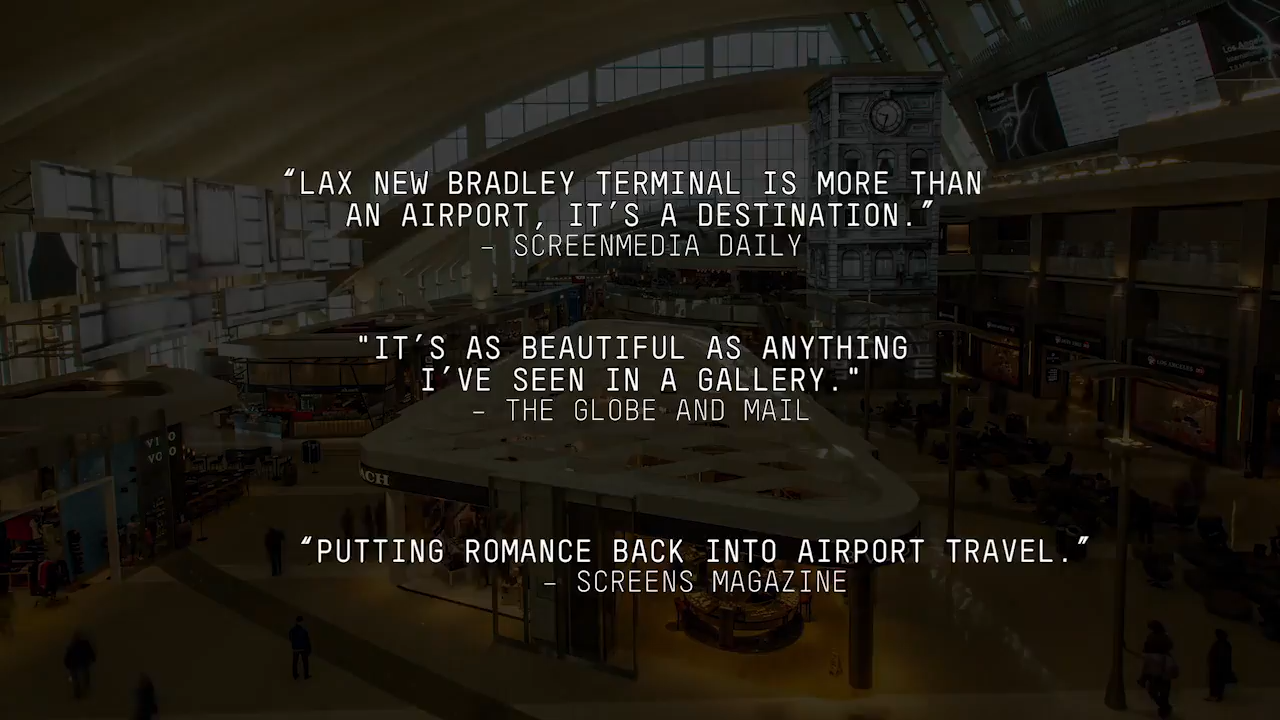 “LAX NEW BRADLEY TERMINAL IS MORE THAN
AN AIRPORT, IT’S A DESTINATION.”
– SCREENMEDIA DAILY
"IT’S AS BEAUTIFUL AS ANYTHING
I’VE SEEN IN A GALLERY."
– THE GLOBE AND MAIL
“PUTTING ROMANCE BACK INTO AIRPORT TRAVEL.”
– SCREENS MAGAZINE